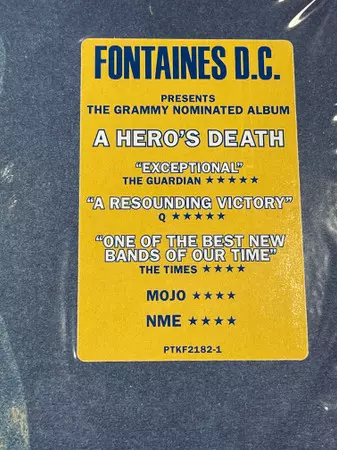 FONTAINES D.C.
PRESENTS
THE GRAMMY NOMINATED ALBUM
A HERO'S DEATH
"EXCEPTIONAL"
THE GUARDIAN ★★★★★
"A RESOUNDING VICTORY"
Q ★★★★★
"ONE OF THE BEST NEW
BANDS OF OUR TIME"
THE TIMES ★★★★
MOJO ★★★★
NME ★★★★
PTKF2182-1